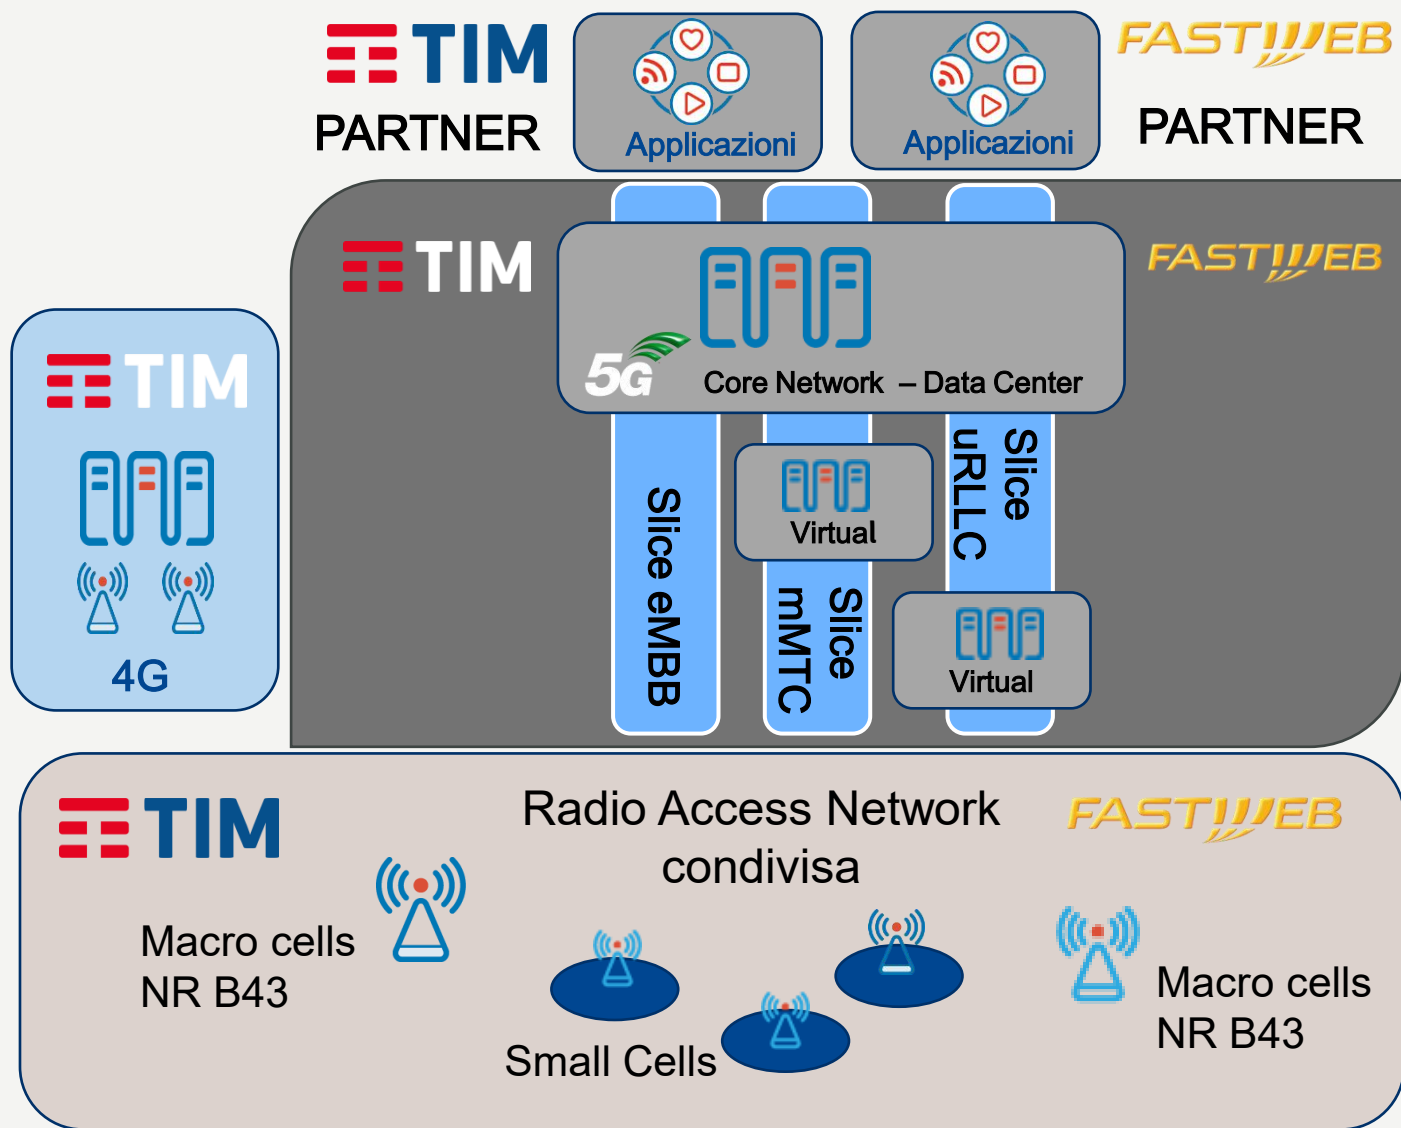 TIM
PARTNER
Applicazioni
Applicazioni
FASTWEB
PARTNER
TIM
FASTWEB
5G
Core Network – Data Center
TIM
4G
Slice eMBB
Virtual
Slice
mMTC
Slice
uRLLC
Virtual
TIM
Radio Access Network
condivisa
FASTWEB
Macro cells
NR B43
Small Cells
Macro cells
NR B43